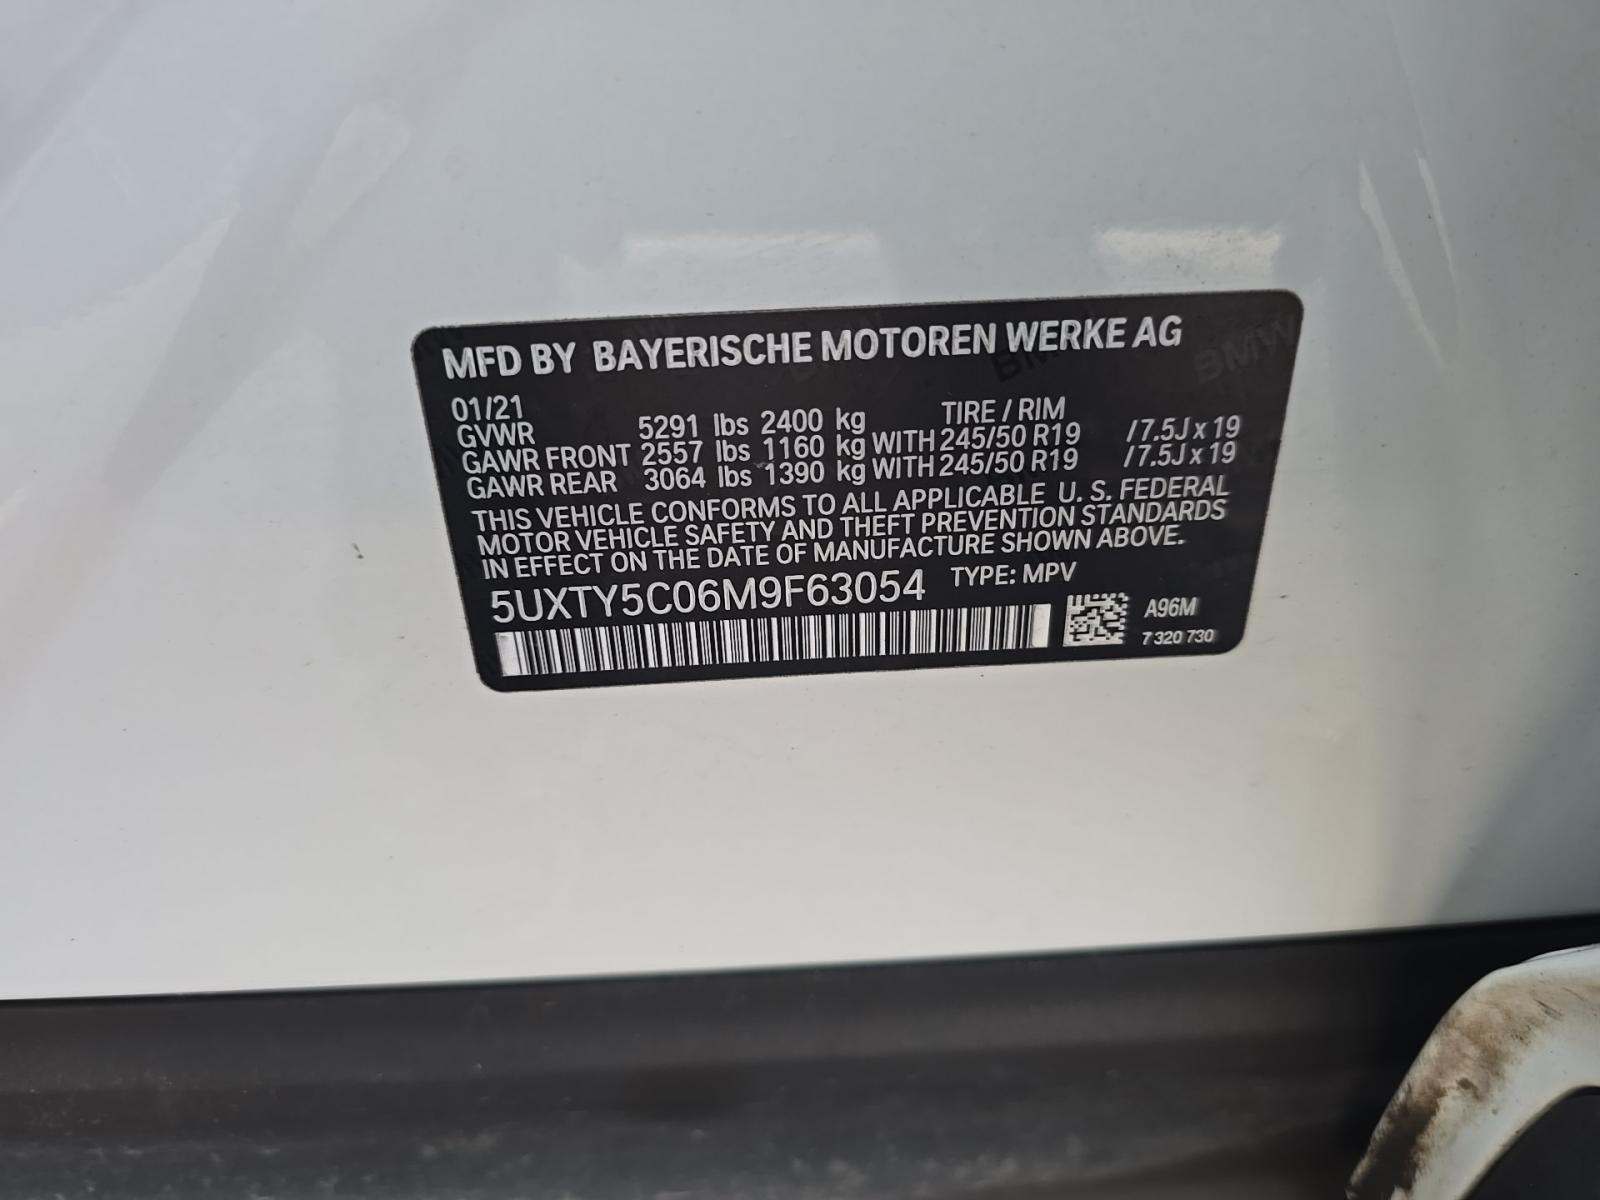 MFD BY BAYERISCHE MOTOREN WERKE AG
01/21 TIRE / RIM
GVWR 5291 lbs 2400 kg
GAWR FRONT 2557 lbs 1160 kg WITH 245/50 R19 / 7.5J x 19
GAWR REAR 3064 lbs 1390 kg WITH 245/50 R19 / 7.5J x 19
THIS VEHICLE CONFORMS TO ALL APPLICABLE U. S. FEDERAL
MOTOR VEHICLE SAFETY AND THEFT PREVENTION STANDARDS
IN EFFECT ON THE DATE OF MANUFACTURE SHOWN ABOVE.
5UXTY5C06M9F63054 TYPE: MPV
A96M
7 320 730